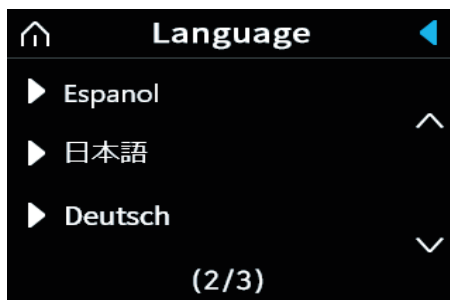 Language
Espanol
日本語
Deutsch
(2/3)